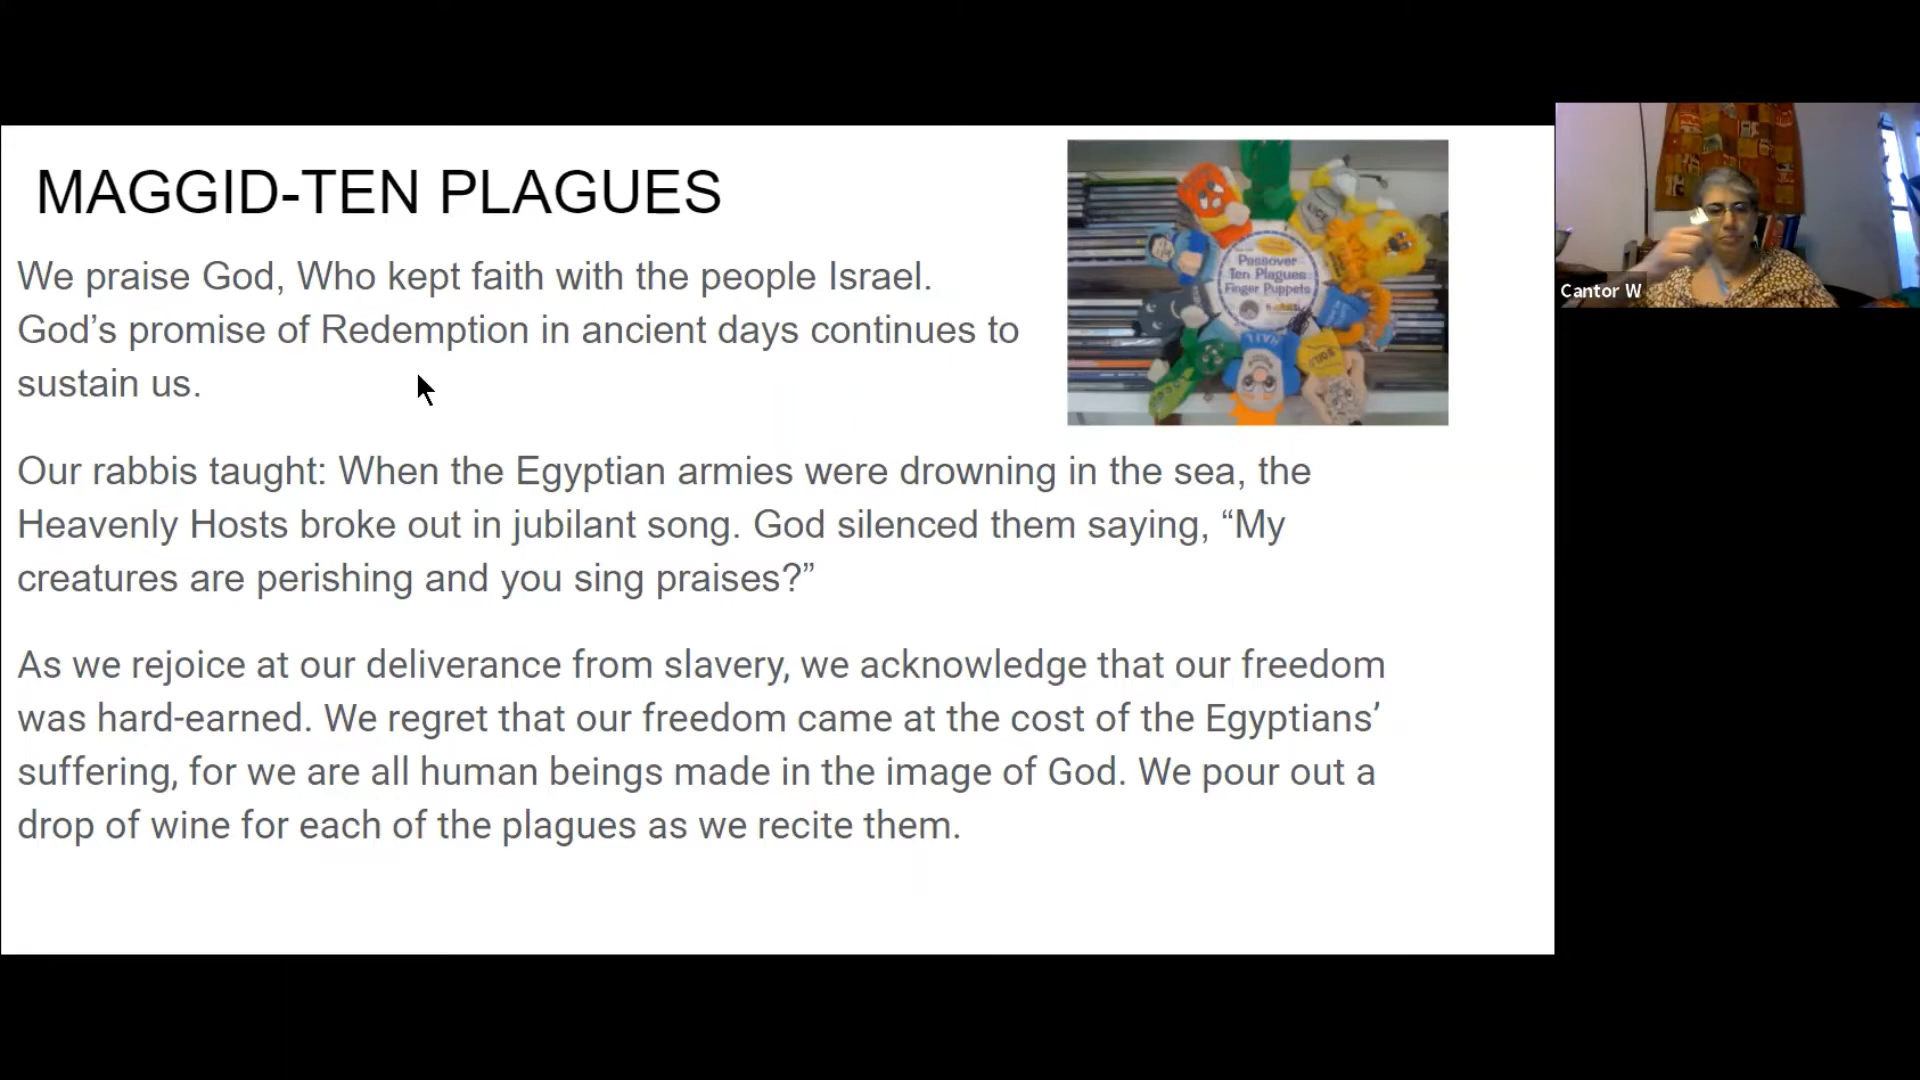 MAGGID-TEN PLAGUES
We praise God, Who kept faith with the people Israel.
God’s promise of Redemption in ancient days continues to
sustain us.
Our rabbis taught: When the Egyptian armies were drowning in the sea, the
Heavenly Hosts broke out in jubilant song. God silenced them saying, “My
creatures are perishing and you sing praises?”
As we rejoice at our deliverance from slavery, we acknowledge that our freedom
was hard-earned. We regret that our freedom came at the cost of the Egyptians’
suffering, for we are all human beings made in the image of God. We pour out a
drop of wine for each of the plagues as we recite them.
LICE
Passover
Ten Plagues
Finger Puppets
HAIL
BOILS
Cantor W